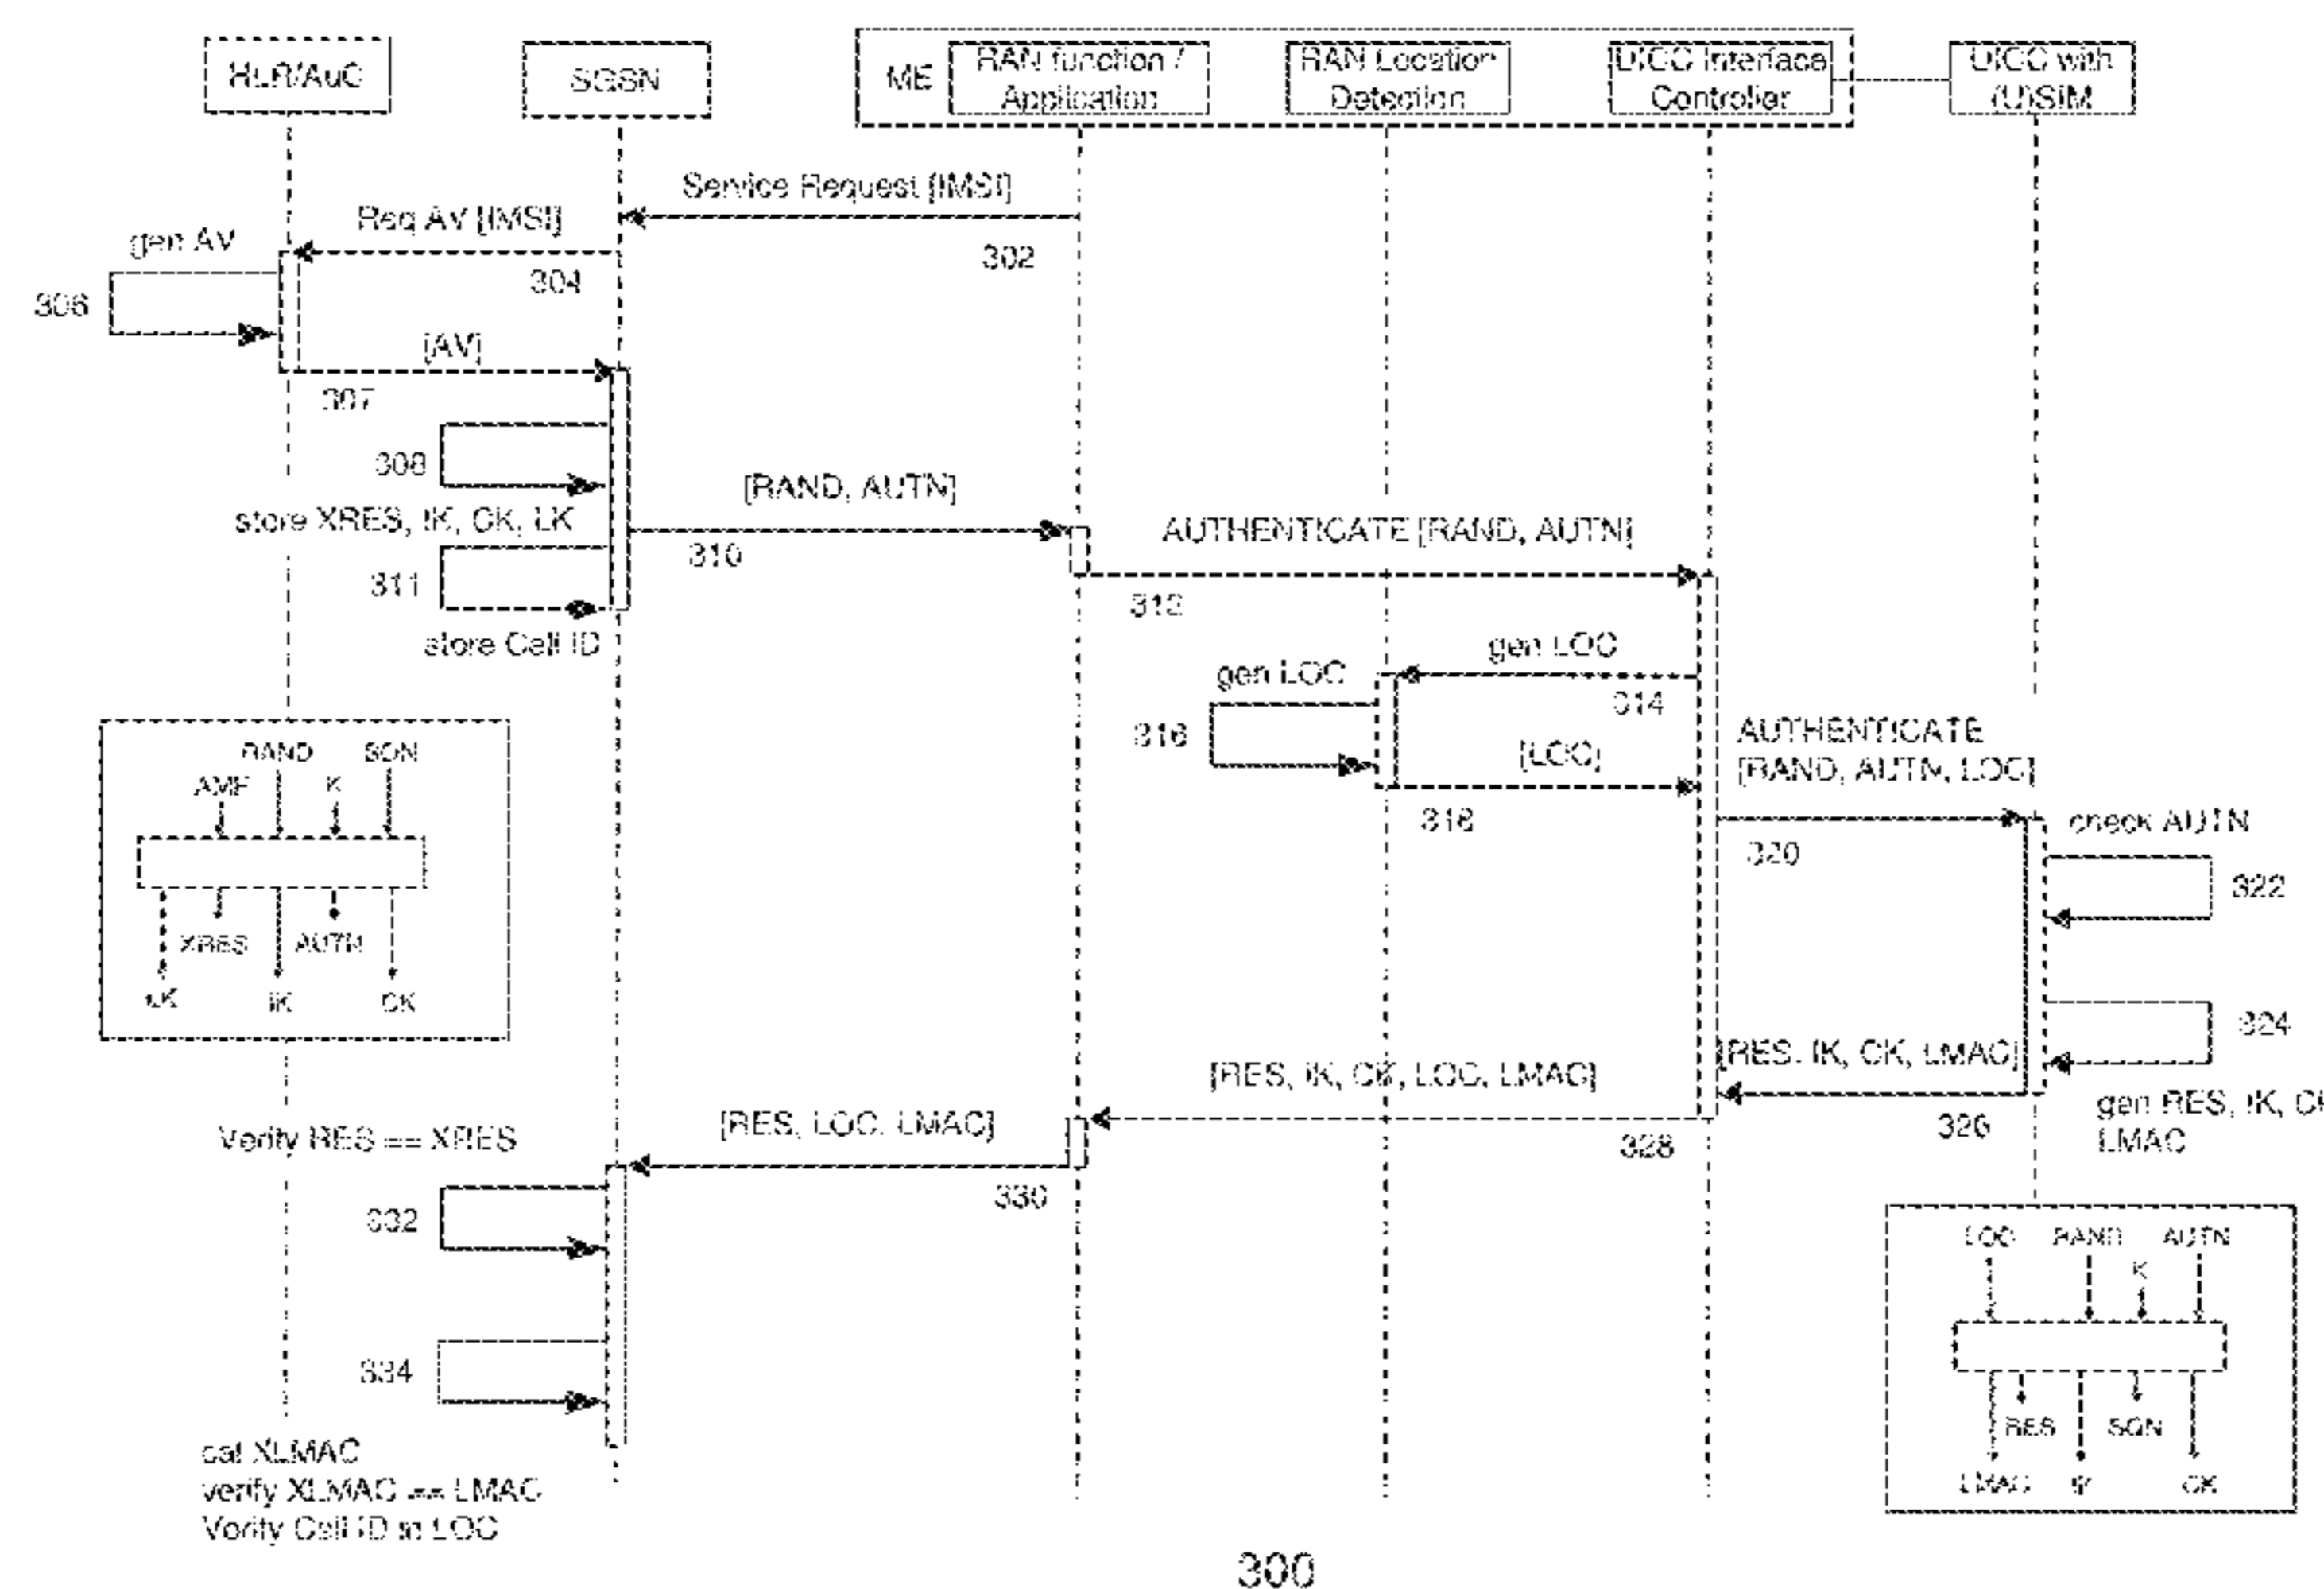 HLR/AuC
SGSN
ME
RAN function /
Application
RAN Location
Detection
UICC Interface
Controller
UICC with
(U)SIM
Service Request [IMSI]
302
Req AV [IMSI]
304
gen AV
306
[AV]
307
308
store XRES, IK, CK, LK
[RAND, AUTN]
310
AUTHENTICATE [RAND, AUTN]
312
311
store Cell ID
gen LOC
314
gen LOC
316
[LOC]
318
AUTHENTICATE
[RAND, AUTN, LOC]
320
check AUTN
322
RAND
SQN
AMF
K
XRES
AUTN
LK
IK
CK
324
[RES, IK, CK, LMAC]
326
gen RES, IK, CK
LMAC
[RES, IK, CK, LOC, LMAC]
328
[RES, LOC, LMAC]
330
Verify RES == XRES
332
334
cal XLMAC
verify XLMAC == LMAC
Verify Cell ID in LOC
LOC
RAND
AUTN
K
RES
SQN
LMAC
IK
CK
300